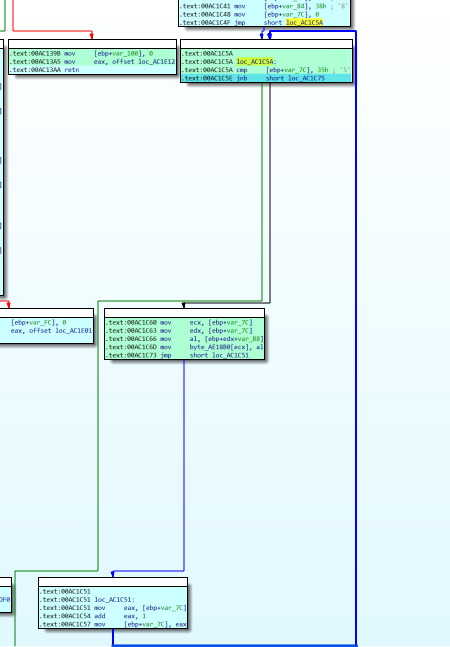 .text:00AC1C41 mov [ebp+var_84], 38h ; '8'
.text:00AC1C48 mov [ebp+var_7C], 0
.text:00AC1C4F jmp short loc_AC1C5A
.text:00AC139B mov [ebp+var_100], 0
.text:00AC13A5 mov eax, offset loc_AC1E12
.text:00AC13AA retn
.text:00AC1C5A
.text:00AC1C5A loc_AC1C5A:
.text:00AC1C5A cmp [ebp+var_7C], 35h ; '5'
.text:00AC1C5E jnb short loc_AC1C75
[ebp+var_FC], 0
eax, offset loc_AC1E01
.text:00AC1C60 mov ecx, [ebp+var_7C]
.text:00AC1C63 mov edx, [ebp+var_7C]
.text:00AC1C66 mov al, [ebp+edx+var_B8]
.text:00AC1C6D mov byte_AE1880[ecx], al
.text:00AC1C73 jmp short loc_AC1C51
DF0
.text:00AC1C51
.text:00AC1C51 loc_AC1C51:
.text:00AC1C51 mov eax, [ebp+var_7C]
.text:00AC1C54 add eax, 1
.text:00AC1C57 mov [ebp+var_7C], eax